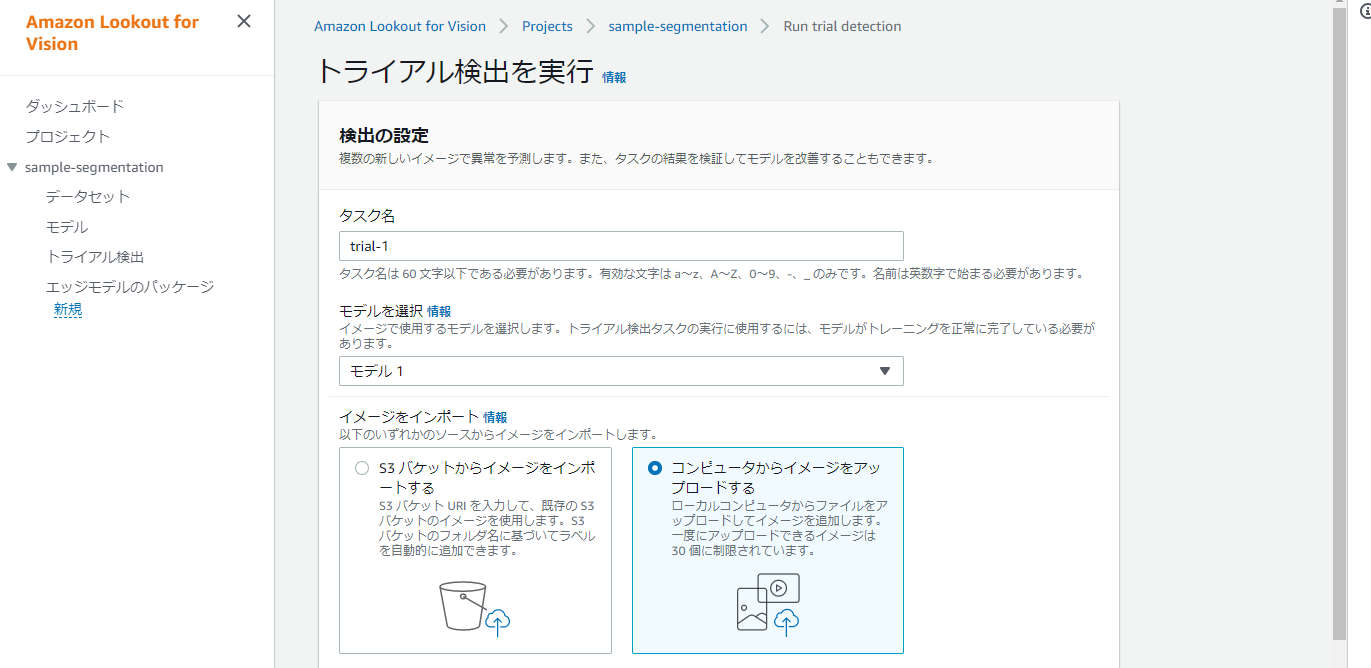 Amazon Lookout for
Vision
ダッシュボード
プロジェクト
sample-segmentation
データセット
モデル
トライアル検出
エッジモデルのパッケージ
新規
Amazon Lookout for Vision
Projects
sample-segmentation
Run trial detection
トライアル検出を実行 情報
検出の設定
複数の新しいイメージで異常を予測します。また、タスクの結果を検証してモデルを改善することもできます。
タスク名
trial-1
タスク名は 60 文字以下である必要があります。有効な文字は a～z、A～Z、0～9、-、_ のみです。名前は英数字で始まる必要があります。
モデルを選択 情報
イメージで使用するモデルを選択します。トライアル検出タスクの実行に使用するには、モデルがトレーニングを正常に完了している必要が
あります。
モデル 1
イメージをインポート 情報
以下のいずれかのソースからイメージをインポートします。
S3 バケットからイメージをインポ
ートする
S3 バケット URI を入力して、既存の S3
バケットのイメージを使用します。S3
バケットのフォルダ名に基づいてラベル
を自動的に追加できます。
コンピュータからイメージをアッ
プロードする
ローカルコンピュータからファイルをア
ップロードしてイメージを追加します。
一度にアップロードできるイメージは
30 個に制限されています。